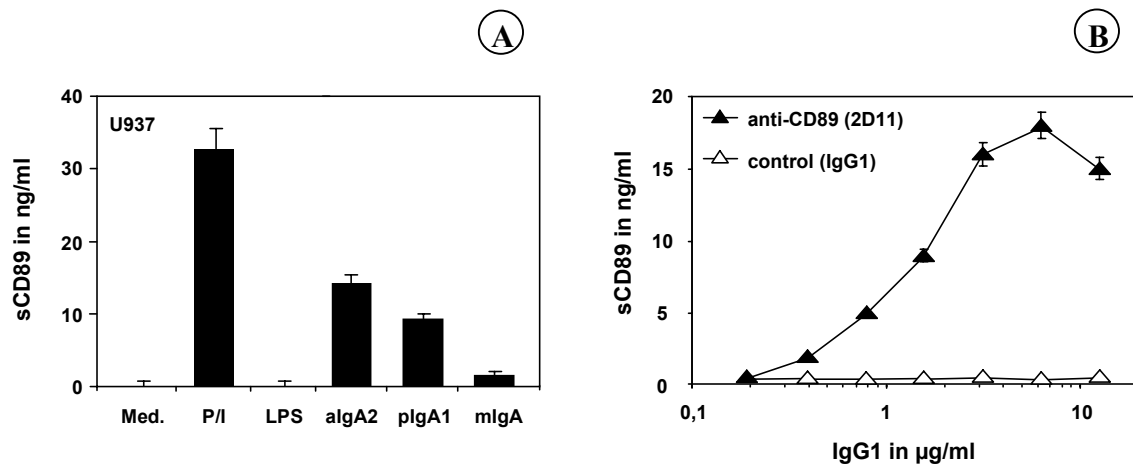 A
40
30
20
10
0
sCD89 in ng/ml
U937
Med. P/I LPS aIgA2 pIgA1 mIgA
B
20
15
10
5
0
sCD89 in ng/ml
anti-CD89 (2D11)
control (IgG1)
0,1 1 10
IgG1 in µg/ml